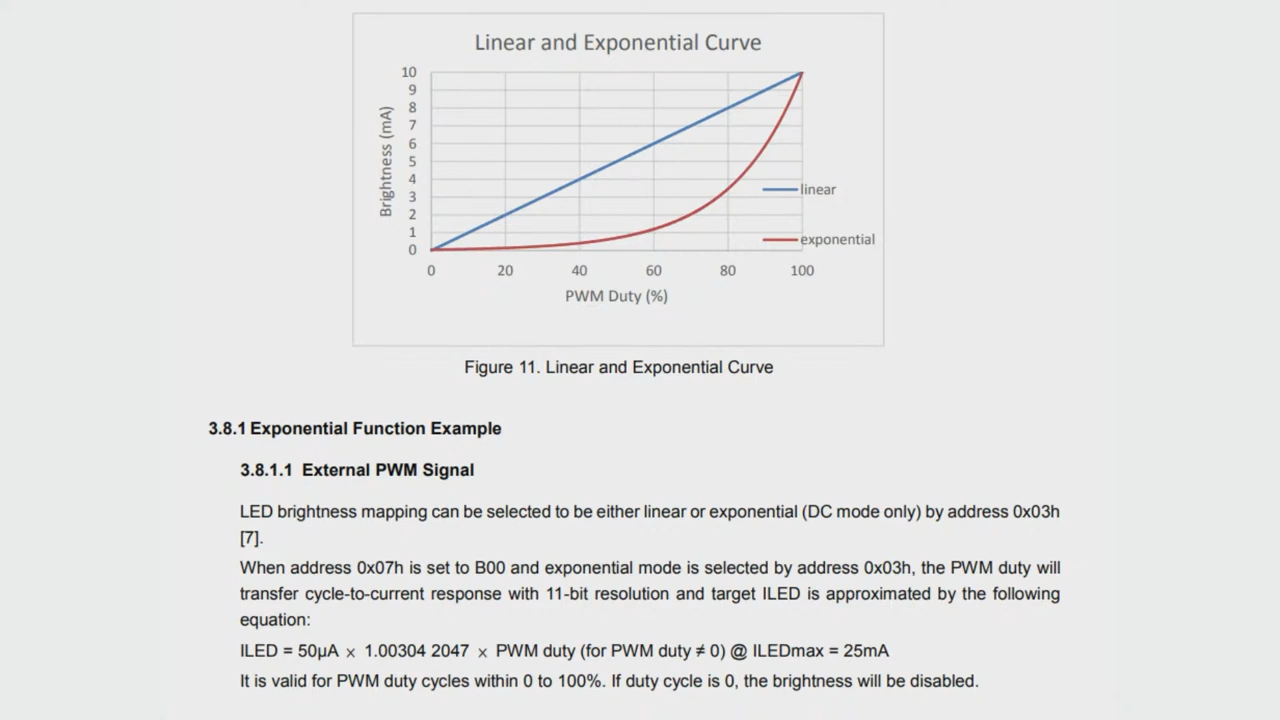 Linear and Exponential Curve
10
9
8
7
6
5
4
3
2
1
0
Brightness (mA)
0 20 40 60 80 100
PWM Duty (%)
linear
exponential
Figure 11. Linear and Exponential Curve
3.8.1 Exponential Function Example
3.8.1.1 External PWM Signal
LED brightness mapping can be selected to be either linear or exponential (DC mode only) by address 0x03h
[7].
When address 0x07h is set to B00 and exponential mode is selected by address 0x03h, the PWM duty will
transfer cycle-to-current response with 11-bit resolution and target ILED is approximated by the following
equation:
ILED = 50µA × 1.00304 2047 × PWM duty (for PWM duty ≠ 0) @ ILEDmax = 25mA
It is valid for PWM duty cycles within 0 to 100%. If duty cycle is 0, the brightness will be disabled.